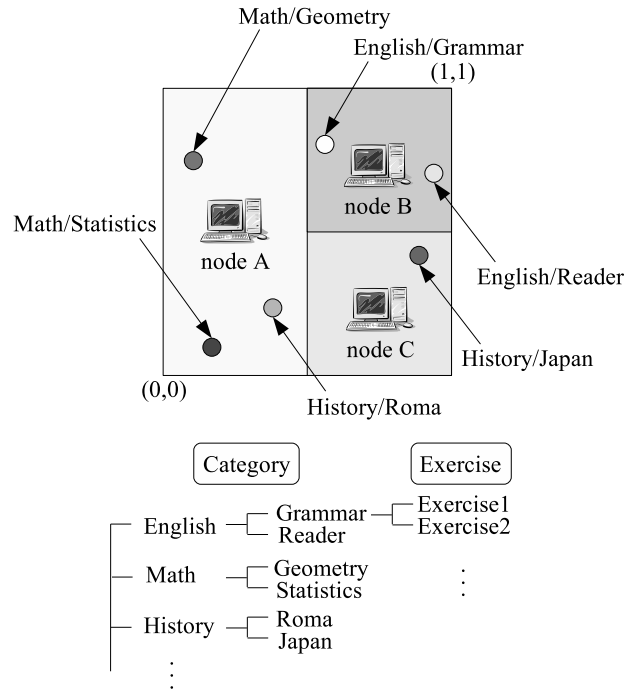 Math/Geometry
English/Grammar
(1,1)
node B
Math/Statistics
node A
English/Reader
node C
History/Japan
(0,0)
History/Roma
Category
Exercise
English
Grammar
Reader
Exercise1
Exercise2
Math
Geometry
Statistics
History
Roma
Japan